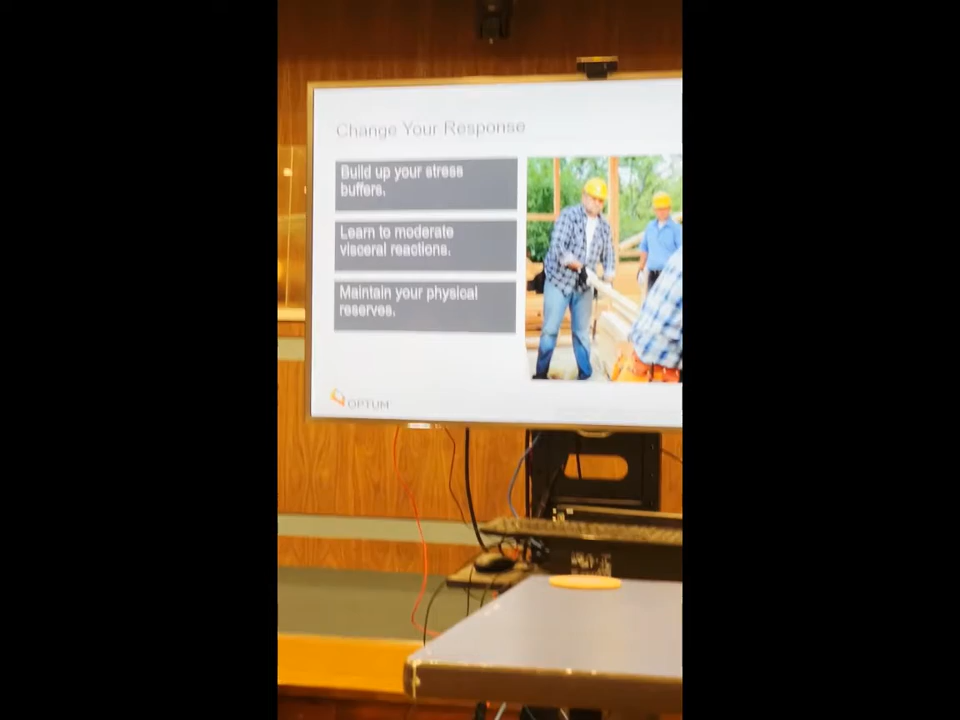 Change Your Response
Build up your stress
buffers.
Learn to moderate
visceral reactions.
Maintain your physical
reserves.
OPTUM